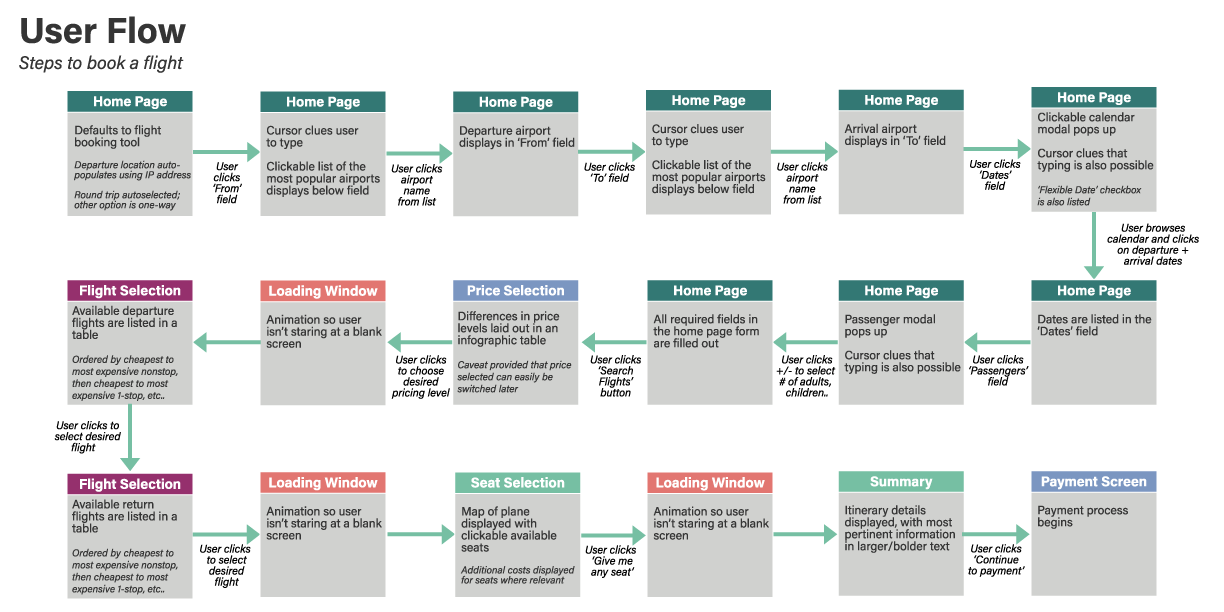 User Flow
Steps to book a flight
Home Page
Defaults to flight
booking tool
Departure location auto-
populates using IP address
Round trip autoselected;
other option is one-way
User
clicks
'From'
field
Home Page
Cursor clues user
to type
Clickable list of the
most popular airports
displays below field
User clicks
airport
name
from list
Home Page
Departure airport
displays in 'From' field
User clicks
'To' field
Home Page
Cursor clues user
to type
Clickable list of the
most popular airports
displays below field
User clicks
airport
name
from list
Home Page
Arrival airport
displays in 'To' field
User clicks
'Dates'
field
Home Page
Clickable calendar
modal pops up
Cursor clues that
typing is also possible
'Flexible Date' checkbox
is also listed
User browses
calendar and clicks
on departure +
arrival dates
Home Page
Dates are listed in the
'Dates' field
User clicks
'Passengers'
field
Home Page
Passenger modal
pops up
Cursor clues that
typing is also possible
User clicks
+/- to select
# of adults,
children..
Home Page
All required fields in
the home page form
are filled out
User clicks
'Search
Flights'
button
Price Selection
Differences in price
levels laid out in an
infographic table
Caveat provided that price
selected can easily be
switched later
User clicks
to choose
desired
pricing level
Loading Window
Animation so user
isn't staring at a blank
screen
Flight Selection
Available departure
flights are listed in a
table
Ordered by cheapest to
most expensive nonstop,
then cheapest to most
expensive 1-stop, etc..
User clicks to
select desired
flight
Flight Selection
Available return
flights are listed in a
table
Ordered by cheapest to
most expensive nonstop,
then cheapest to most
expensive 1-stop, etc..
User clicks
to select
desired
flight
Loading Window
Animation so user
isn't staring at a blank
screen
Seat Selection
Map of plane
displayed with
clickable available
seats
Additional costs displayed
for seats where relevant
User clicks
'Give me
any seat'
Loading Window
Animation so user
isn't staring at a blank
screen
Summary
Itinerary details
displayed, with most
pertinent information
in larger/bolder text
User clicks
'Continue
to payment'
Payment Screen
Payment process
begins